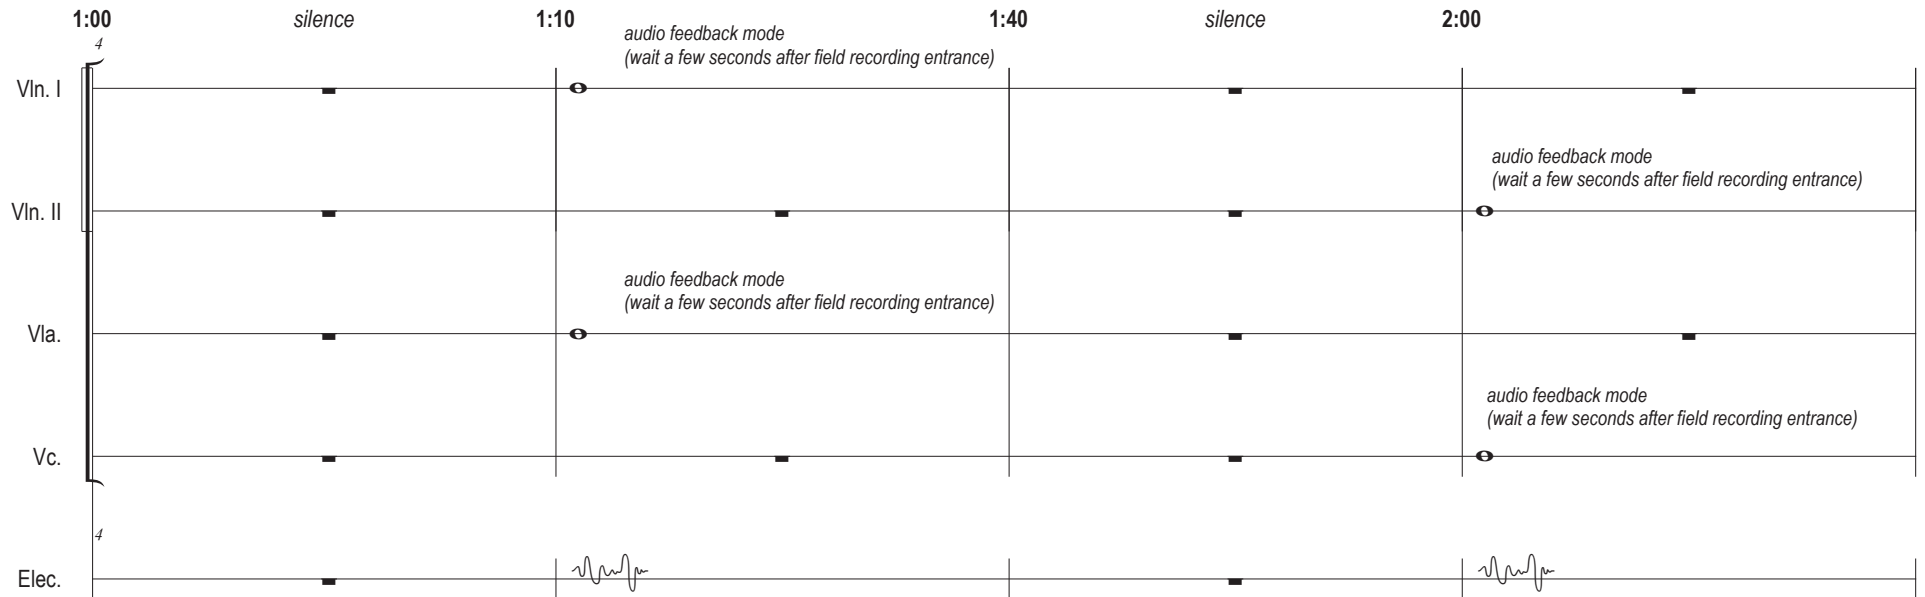 1:00 silence 1:10 1:40 silence 2:00
audio feedback mode
(wait a few seconds after field recording entrance)
4
Vln. I
audio feedback mode
(wait a few seconds after field recording entrance)
Vln. II
audio feedback mode
(wait a few seconds after field recording entrance)
Vla.
audio feedback mode
(wait a few seconds after field recording entrance)
Vc.
4
Elec.